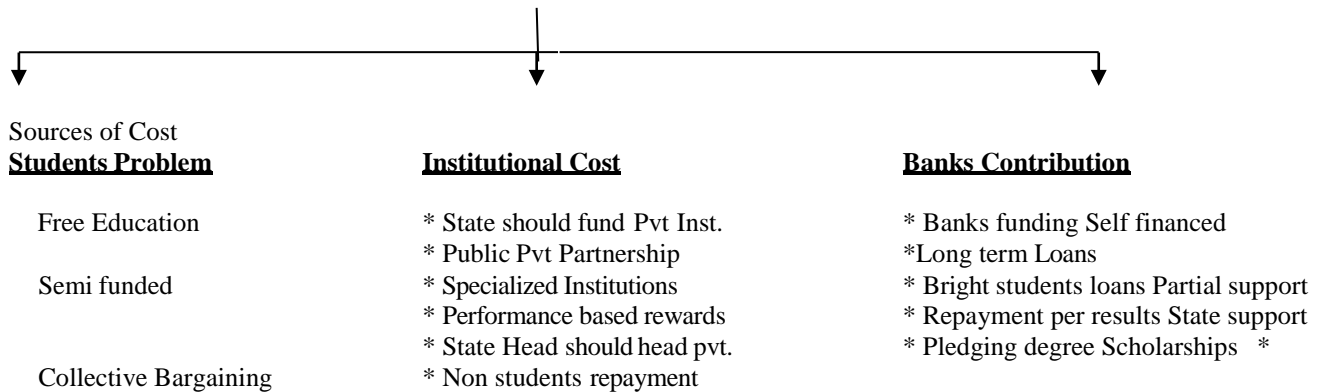 Sources of Cost
Students Problem Institutional Cost Banks Contribution
Free Education * State should fund Pvt Inst. * Banks funding Self financed
* Public Pvt Partnership *Long term Loans
Semi funded * Specialized Institutions * Bright students loans Partial support
* Performance based rewards * Repayment per results State support
* State Head should head pvt. * Pledging degree Scholarships *
Collective Bargaining * Non students repayment